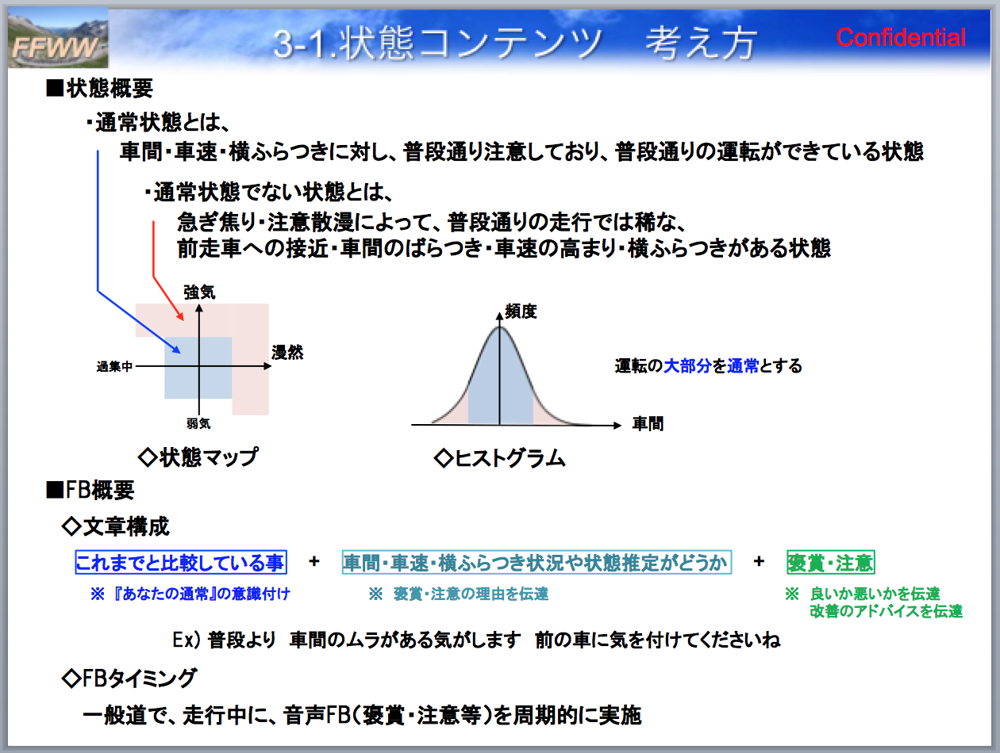 FFWW
3-1.状態コンテンツ 考え方
Confidential
■状態概要
・通常状態とは、
車間・車速・横ふらつきに対し、普段通り注意しており、普段通りの運転ができている状態
・通常状態でない状態とは、
急ぎ焦り・注意散漫によって、普段通りの走行では稀な、
前走車への接近・車間のばらつき・車速の高まり・横ふらつきがある状態
強気
漫然
過集中
弱気
◇状態マップ
頻度
車間
◇ヒストグラム
運転の大部分を通常とする
■FB概要
◇文章構成
これまでと比較している事 + 車間・車速・横ふらつき状況や状態推定がどうか + 褒賞・注意
※ 『あなたの通常』の意識付け
※ 褒賞・注意の理由を伝達
※ 良いか悪いかを伝達
改善のアドバイスを伝達
Ex) 普段より 車間のムラがある気がします 前の車に気を付けてくださいね
◇FBタイミング
一般道で、走行中に、音声FB(褒賞・注意等)を周期的に実施